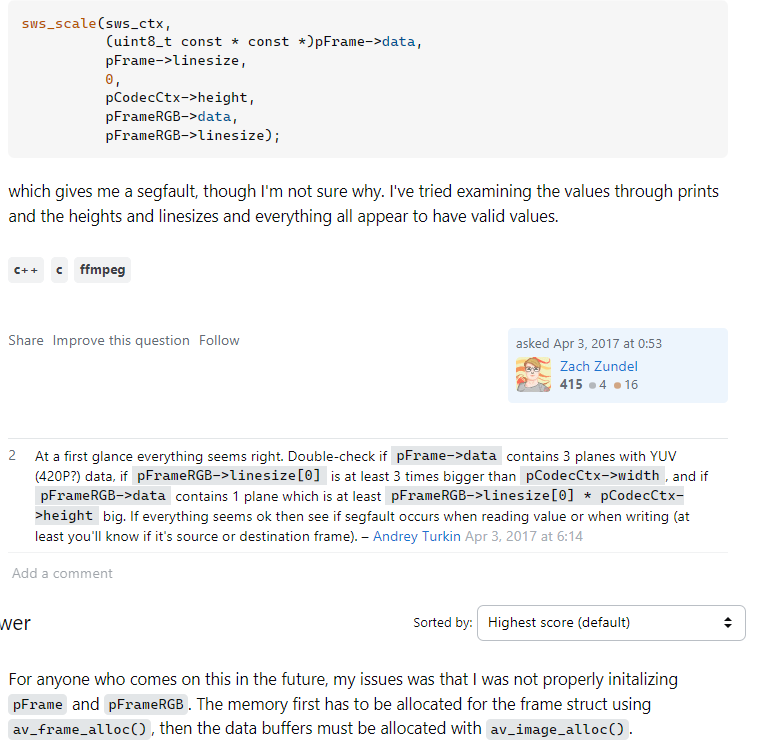 sws_scale(sws_ctx,
(uint8_t const * const *)pFrame->data,
pFrame->linesize,
0,
pCodecCtx->height,
pFrameRGB->data,
pFrameRGB->linesize);
which gives me a segfault, though I'm not sure why. I've tried examining the values through prints
and the heights and linesizes and everything all appear to have valid values.
c++ c ffmpeg
Share Improve this question Follow
asked Apr 3, 2017 at 0:53
Zach Zundel
415 ● 4 ● 16
2 At a first glance everything seems right. Double-check if pFrame->data contains 3 planes with YUV
(420P?) data, if pFrameRGB->linesize[0] is at least 3 times bigger than pCodecCtx->width , and if
pFrameRGB->data contains 1 plane which is at least pFrameRGB->linesize[0] * pCodecCtx-
>height big. If everything seems ok then see if segfault occurs when reading value or when writing (at
least you'll know if it's source or destination frame). – Andrey Turkin Apr 3, 2017 at 6:14
Add a comment
wer
Sorted by: Highest score (default)
For anyone who comes on this in the future, my issues was that I was not properly initalizing
pFrame and pFrameRGB. The memory first has to be allocated for the frame struct using
av_frame_alloc(), then the data buffers must be allocated with av_image_alloc().